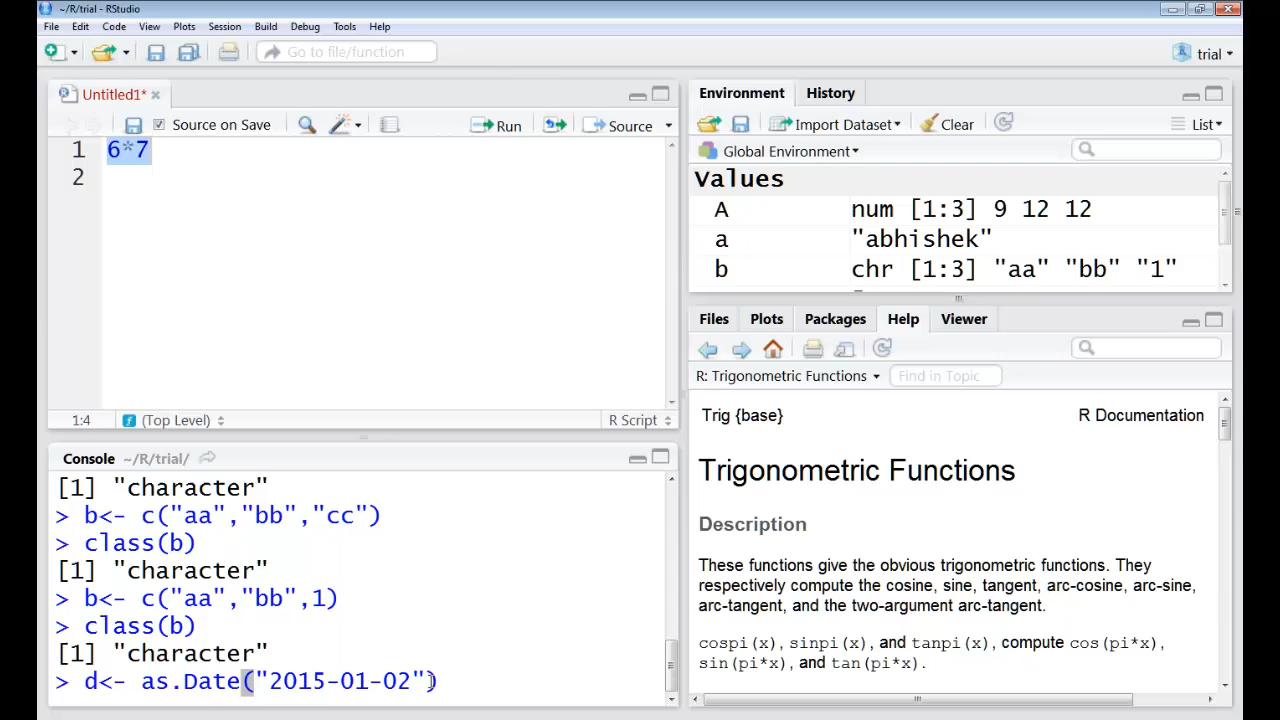 ~/R/trial - RStudio
File Edit Code View Plots Session Build Debug Tools Help
Go to file/function
trial
Untitled1*
Source on Save
Run
Source
1 6*7
2
1:4
(Top Level)
R Script
Console ~/R/trial/
[1] "character"
> b<- c("aa","bb","cc")
> class(b)
[1] "character"
> b<- c("aa","bb",1)
> class(b)
[1] "character"
> d<- as.Date("2015-01-02")
Environment History
Import Dataset Clear List
Global Environment
Values
A num [1:3] 9 12 12
a "abhishek"
b chr [1:3] "aa" "bb" "1"
Files Plots Packages Help Viewer
R: Trigonometric Functions Find in Topic
Trig {base} R Documentation
Trigonometric Functions
Description
These functions give the obvious trigonometric functions. They
respectively compute the cosine, sine, tangent, arc-cosine, arc-sine,
arc-tangent, and the two-argument arc-tangent.
cospi(x), sinpi(x), and tanpi(x), compute cos(pi*x),
sin(pi*x), and tan(pi*x).